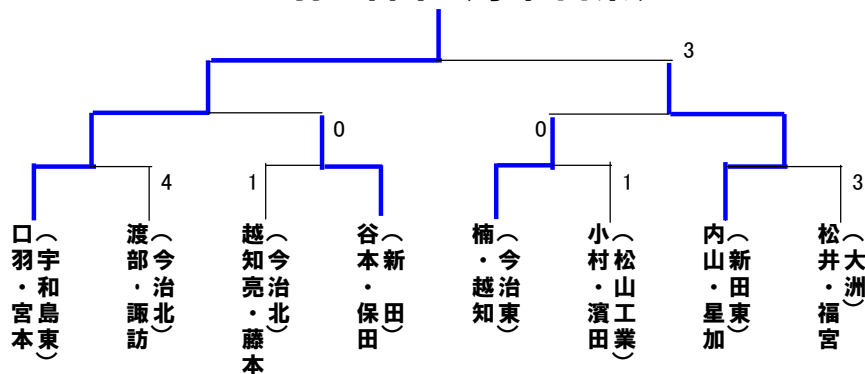 3
0
0
4
1
1
3
口羽・宮本
（宇和島東）
渡部・諏訪
（今治北）
越知亮・藤本
（今治北）
谷本・保田
（新　田）
楠・越知
（今治東）
小村・濱田
（松山工業）
内山・星加
（新田東）
松井・福宮
（大洲）